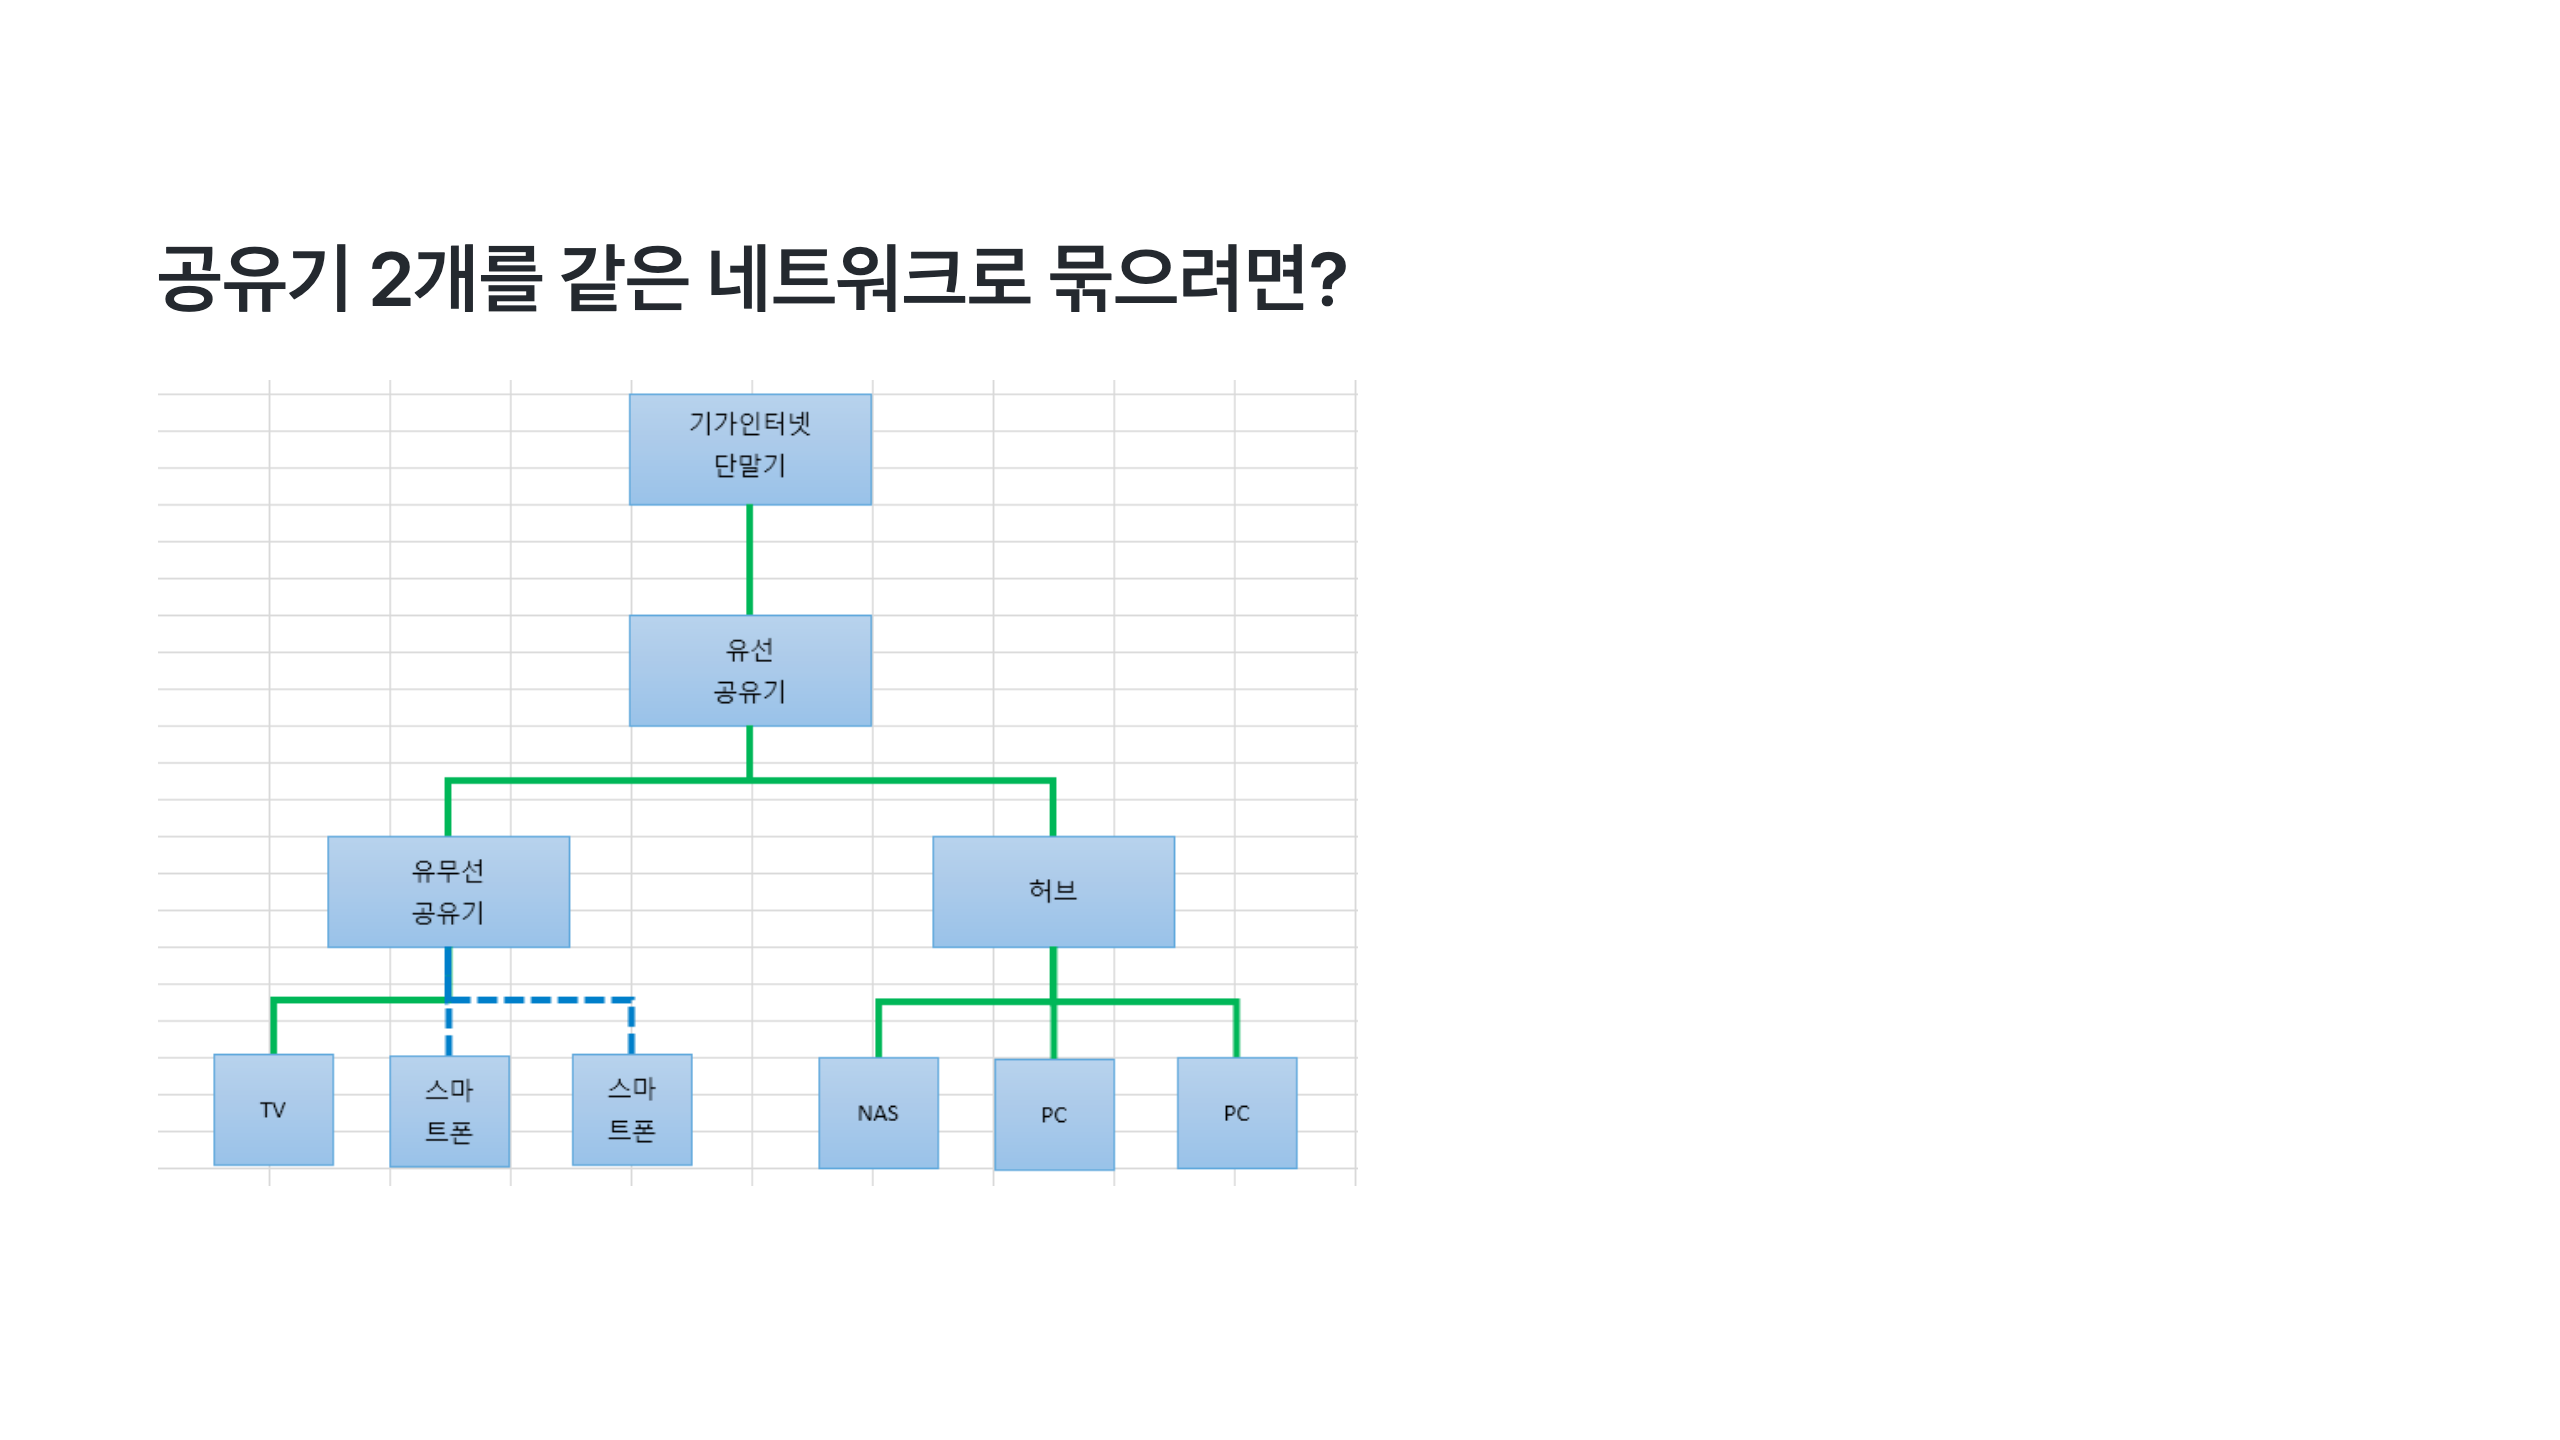 공유기 2개를 같은 네트워크로 묶으려면?
기가인터넷
단말기
유선
공유기
유무선
공유기
허브
TV
스마
트폰
스마
트폰
NAS
PC
PC